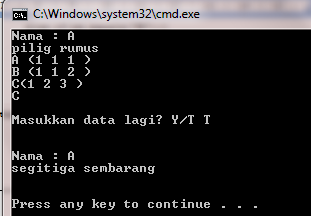 C:\Windows\system32\cmd.exe
Nama : A
pilig rumus
A (1 1 1 )
B (1 1 2 )
C(1 2 3 )
C
Masukkan data lagi? Y/T T
Nama : A
segitiga sembarang
Press any key to continue . . .